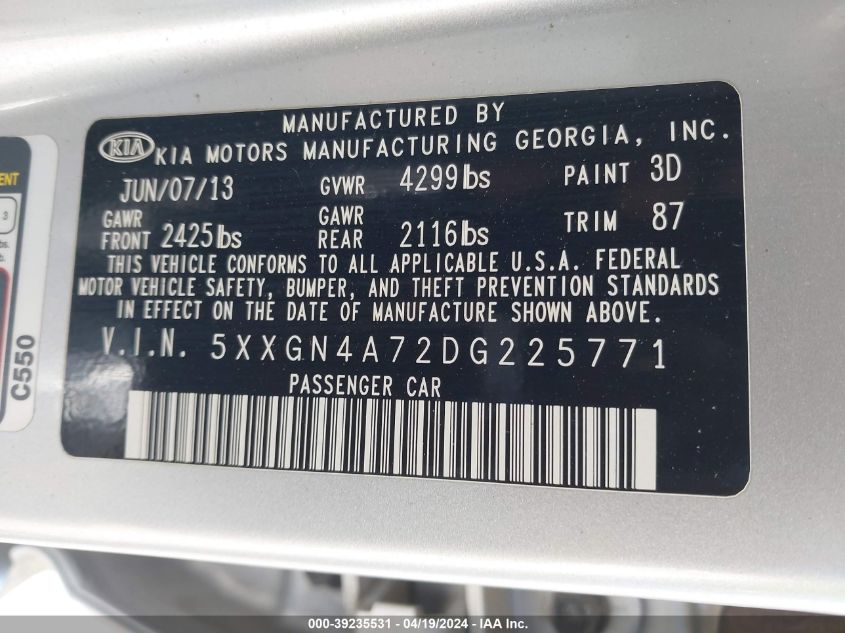 MANUFACTURED BY
KIA KIA MOTORS MANUFACTURING GEORGIA, INC.
JUN/07/13 GVWR 4299lbs PAINT 3D
GAWR FRONT 2425lbs GAWR REAR 2116lbs TRIM 87
THIS VEHICLE CONFORMS TO ALL APPLICABLE U.S.A. FEDERAL
MOTOR VEHICLE SAFETY, BUMPER, AND THEFT PREVENTION STANDARDS
IN EFFECT ON THE DATE OF MANUFACTURE SHOWN ABOVE.
V.I.N. 5XXGN4A72DG225771
PASSENGER CAR
3
C550
000-39235531 - 04/19/2024 - IAA Inc.